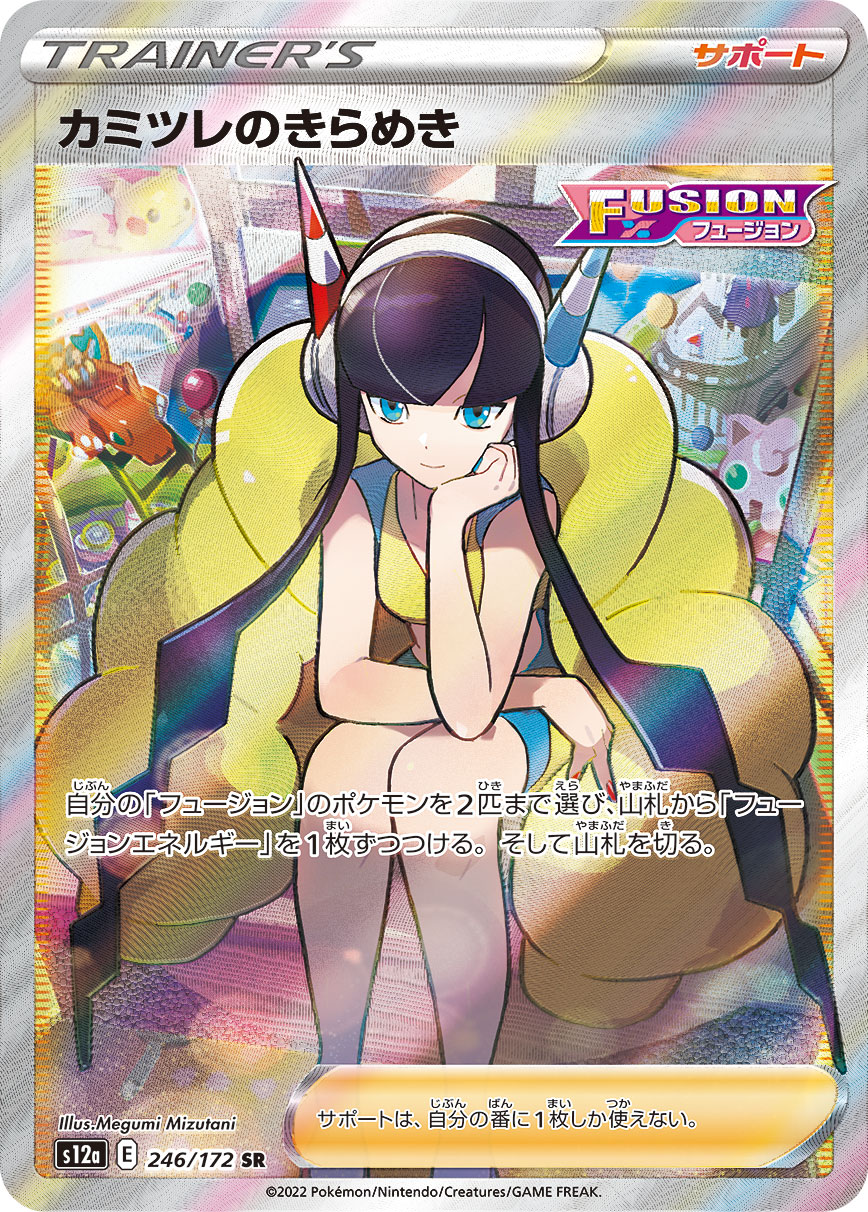 TRAINER'S
サポート
カミツレのきらめき
FUSION
フュージョン
自分の「フュージョン」のポケモンを2匹まで選び、山札から「フュー
ジョンエネルギー」を1枚ずつつける。そして山札を切る。
サポートは、自分の番に1枚しか使えない。
Illus.Megumi Mizutani
s12a E 246/172 SR
©2022 Pokémon/Nintendo/Creatures/GAME FREAK.